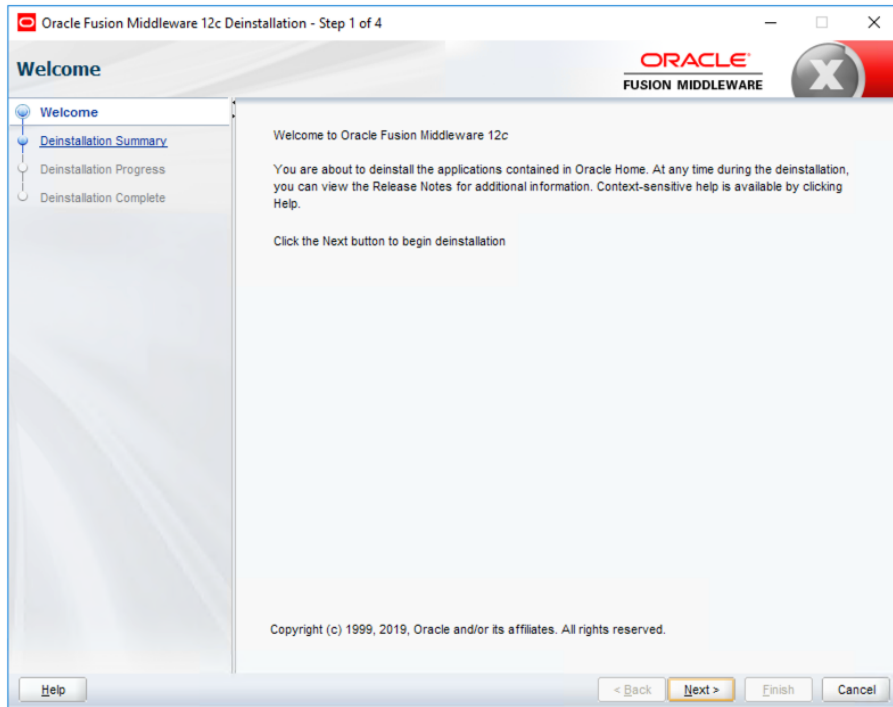 Oracle Fusion Middleware 12c Deinstallation - Step 1 of 4
Welcome
ORACLE®
FUSION MIDDLEWARE
Welcome
Deinstallation Summary
Deinstallation Progress
Deinstallation Complete
Welcome to Oracle Fusion Middleware 12c
You are about to deinstall the applications contained in Oracle Home. At any time during the deinstallation,
you can view the Release Notes for additional information. Context-sensitive help is available by clicking
Help.
Click the Next button to begin deinstallation
Copyright (c) 1999, 2019, Oracle and/or its affiliates. All rights reserved.
Help
< Back
Next >
Finish
Cancel